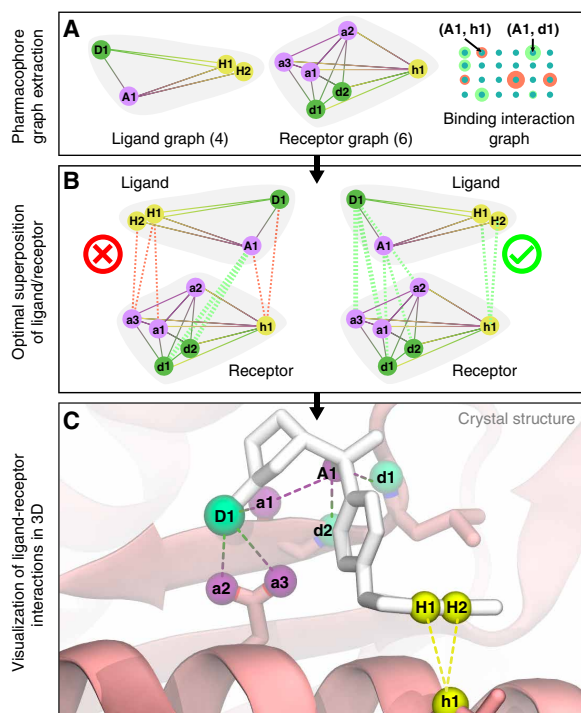 Pharmacophore
graph extraction
A
D1
A1
H1
H2
Ligand graph (4)
a2
a3
a1
h1
d2
d1
Receptor graph (6)
(A1, h1)
(A1, d1)
Binding interaction
graph
Optimal superposition
of ligand/receptor
B
Ligand
H2
H1
D1
A1
a2
a3
a1
h1
d2
d1
Receptor
Ligand
D1
H1
H2
A1
a2
a3
a1
h1
d2
d1
Receptor
Visualization of ligand-receptor
interactions in 3D
C
Crystal structure
A1
d1
a1
D1
d2
a2
a3
H1
H2
h1